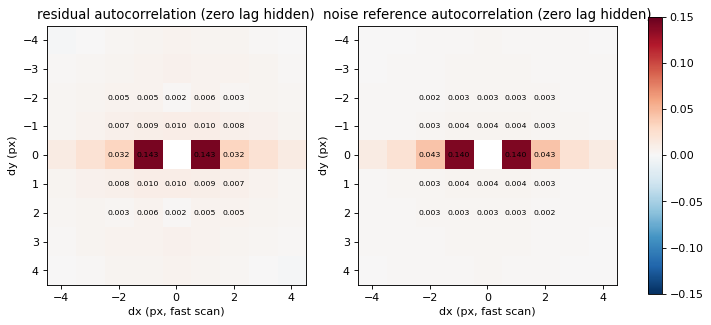 residual autocorrelation (zero lag hidden)
noise reference autocorrelation (zero lag hidden)
−4
−3
−2
−1
0
1
2
3
4
dy (px)
0.005 0.005 0.002 0.006 0.003
0.007 0.009 0.010 0.010 0.008
0.032 0.143 0.143 0.032
0.008 0.010 0.010 0.009 0.007
0.003 0.006 0.002 0.005 0.005
−4 −2 0 2 4
dx (px, fast scan)
−4
−3
−2
−1
0
1
2
3
4
dy (px)
0.002 0.003 0.003 0.003 0.003
0.003 0.004 0.004 0.004 0.003
0.043 0.140 0.140 0.043
0.003 0.004 0.004 0.004 0.003
0.003 0.003 0.003 0.003 0.002
−4 −2 0 2 4
dx (px, fast scan)
0.15
0.10
0.05
0.00
−0.05
−0.10
−0.15